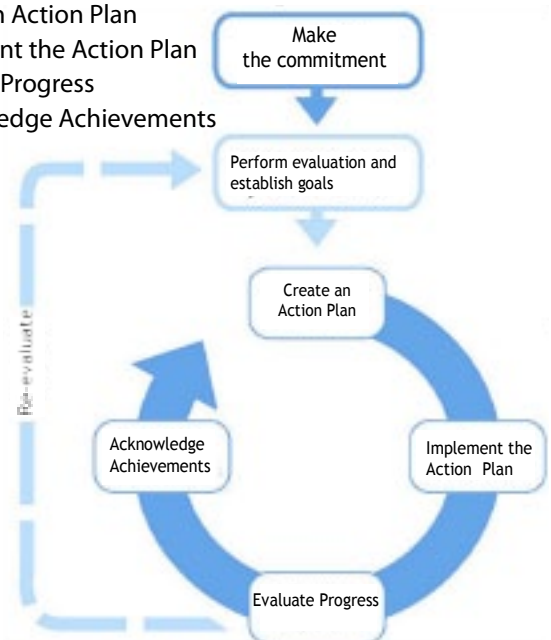 n Action Plan
nt the Action Plan
Progress
edge Achievements
Make
the commitment
Perform evaluation and
establish goals
Create an
Action Plan
Re-evaluate
Acknowledge
Achievements
Implement the
Action Plan
Evaluate Progress